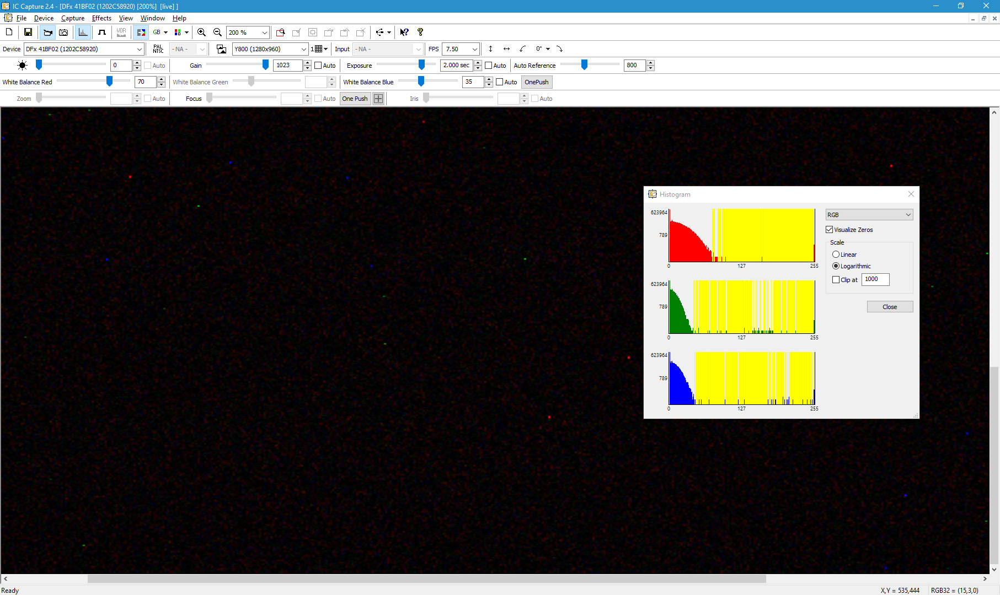 IC Capture 2.4 - [DFx 41BF02 (1202C58920) [200%]  [live] ]
File Device Capture Effects View Window Help
WDR GB 200 %
Device DFx 41BF02 (1202C58920) PAL NTSC - NA - Y800 (1280x960) 1 Input - NA - FPS 7.50 0°
0 Auto Gain 1023 Auto Exposure 2.000 sec Auto Auto Reference 800
White Balance Red 70 White Balance Green White Balance Blue 35 Auto OnePush
Zoom Auto Focus Auto One Push Iris Auto
Histogram
623964
789
0 127 255
623964
789
0 127 255
623964
789
0 127 255
RGB
Visualize Zeros
Scale
Linear
Logarithmic
Clip at 1000
Close
Ready X,Y = 535,444 RGB32 = (15,3,0)